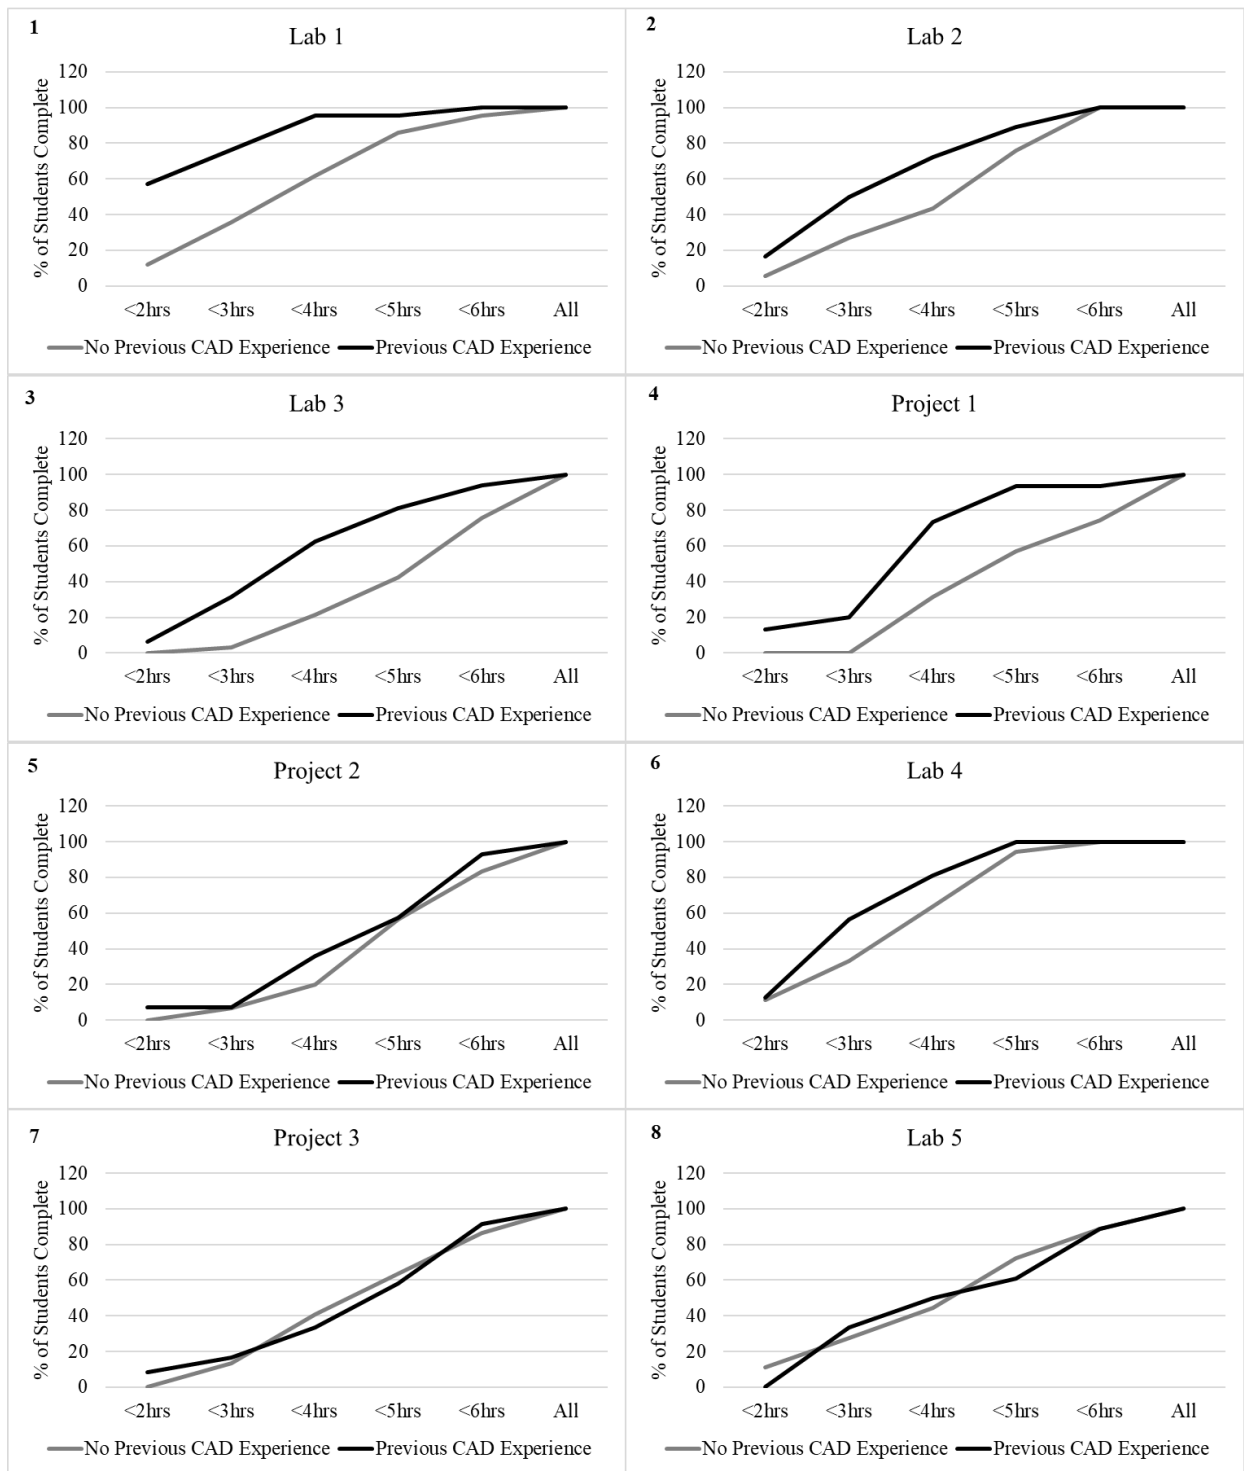 1
Lab 1
% of Students Complete
120
100
80
60
40
20
0
<2hrs <3hrs <4hrs <5hrs <6hrs All
No Previous CAD Experience Previous CAD Experience
2
Lab 2
% of Students Complete
120
100
80
60
40
20
0
<2hrs <3hrs <4hrs <5hrs <6hrs All
No Previous CAD Experience Previous CAD Experience
3
Lab 3
% of Students Complete
120
100
80
60
40
20
0
<2hrs <3hrs <4hrs <5hrs <6hrs All
No Previous CAD Experience Previous CAD Experience
4
Project 1
% of Students Complete
120
100
80
60
40
20
0
<2hrs <3hrs <4hrs <5hrs <6hrs All
No Previous CAD Experience Previous CAD Experience
5
Project 2
% of Students Complete
120
100
80
60
40
20
0
<2hrs <3hrs <4hrs <5hrs <6hrs All
No Previous CAD Experience Previous CAD Experience
6
Lab 4
% of Students Complete
120
100
80
60
40
20
0
<2hrs <3hrs <4hrs <5hrs <6hrs All
No Previous CAD Experience Previous CAD Experience
7
Project 3
% of Students Complete
120
100
80
60
40
20
0
<2hrs <3hrs <4hrs <5hrs <6hrs All
No Previous CAD Experience Previous CAD Experience
8
Lab 5
% of Students Complete
120
100
80
60
40
20
0
<2hrs <3hrs <4hrs <5hrs <6hrs All
No Previous CAD Experience Previous CAD Experience